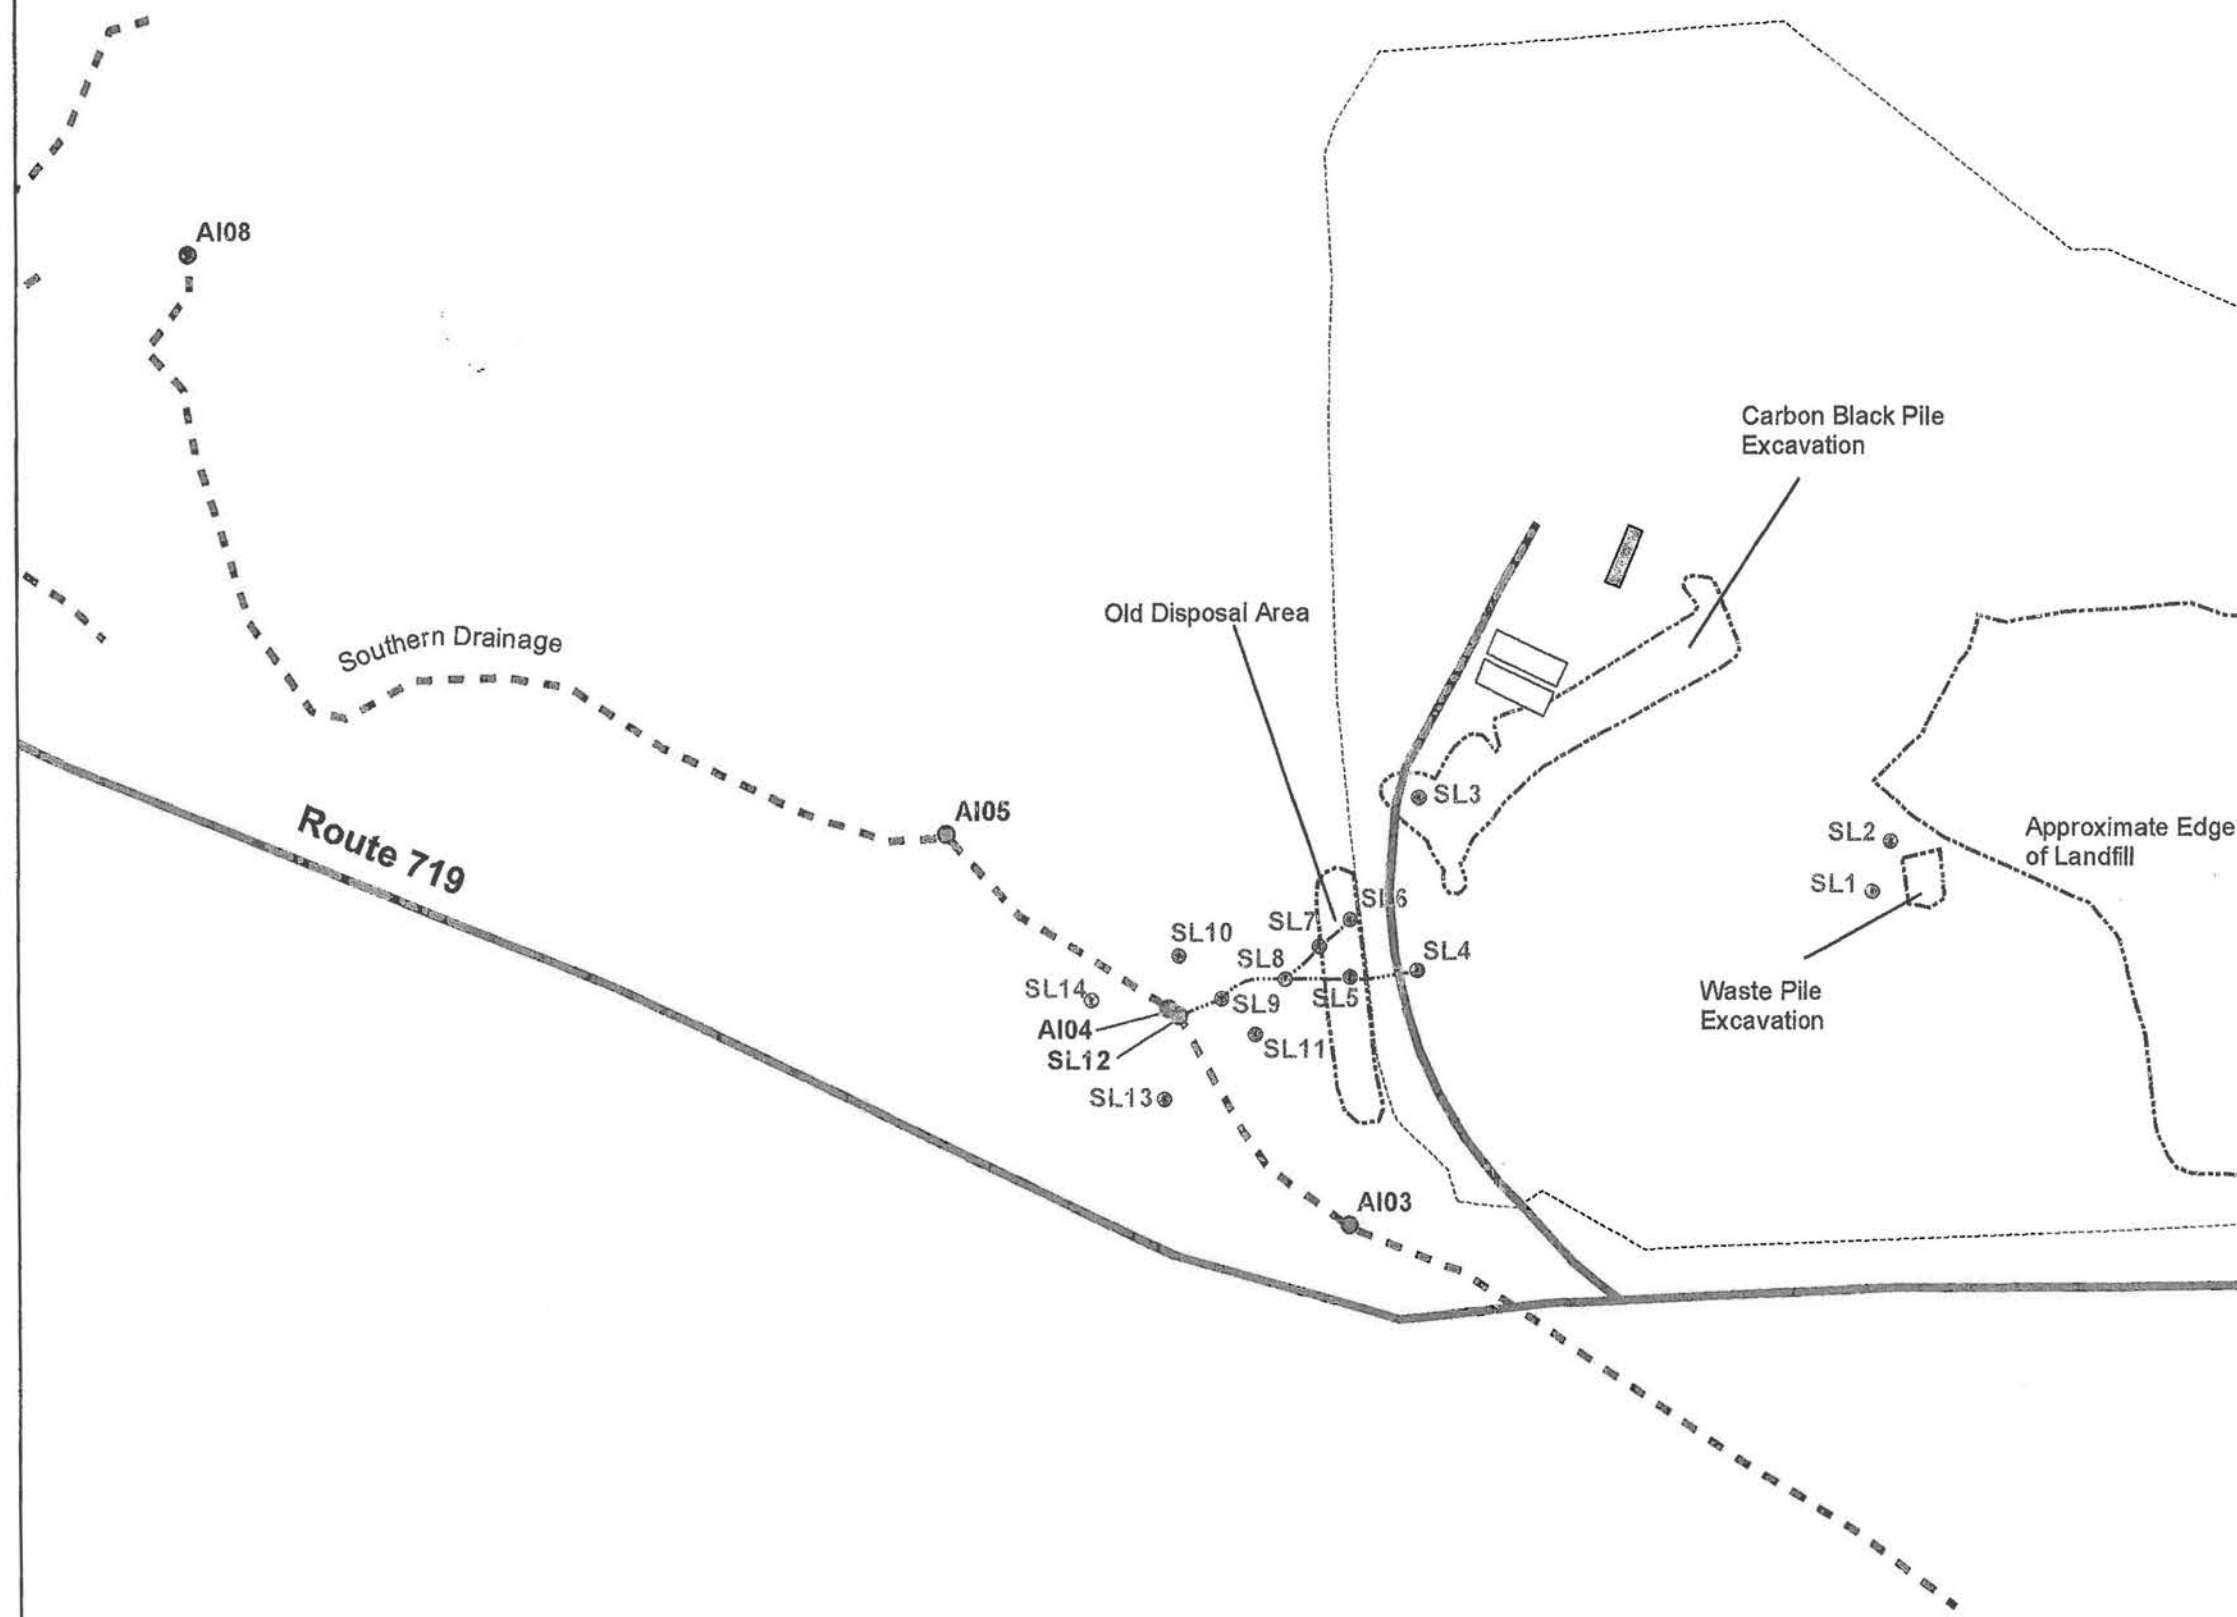 AI08
Carbon Black Pile
Excavation
Old Disposal Area
Southern Drainage
SL3
AI05
Route 719
SL2
Approximate Edge
of Landfill
SL1
SL6
SL7
SL10
SL4
SL8
SL14
SL9
SL5
Waste Pile
Excavation
AI04
SL11
SL12
SL13
AI03